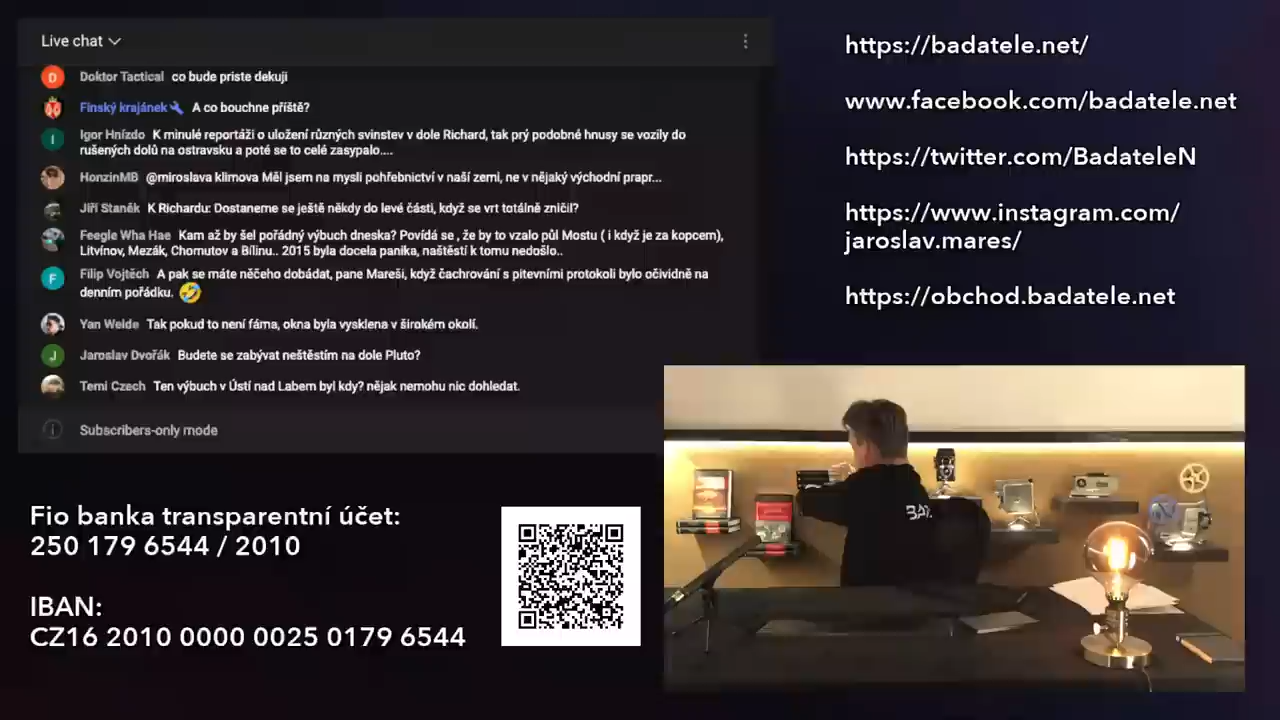 Live chat
Doktor Tactical co bude priste dekuji
Finský krajánek A co bouchne příště?
Igor Hnízdo K minulé reportáži o uložení různých svinstev v dole Richard, tak prý podobné hnusy se vozily do
rušených dolů na ostravsku a poté se to celé zasypalo....
HonzinMB @miroslava klimova Měl jsem na mysli pohřebnictví v naší zemi, ne v nějaký východní prapr...
Jiří Staněk K Richardu: Dostaneme se ještě někdy do levé části, když se vrt totálně zničil?
Feegle Wha Hae Kam až by šel pořádný výbuch dneska? Povídá se , že by to vzalo půl Mostu ( i když je za kopcem),
Litvínov, Mezák, Chomutov a Bílinu.. 2015 byla docela panika, naštěstí k tomu nedošlo..
Filip Vojtěch A pak se máte něčeho dobádat, pane Mareši, když čachrování s pitevními protokoli bylo očividně na
denním pořádku. 🤣
Yan Welde Tak pokud to není fáma, okna byla vysklena v širokém okolí.
Jaroslav Dvořák Budete se zabývat neštěstím na dole Pluto?
Temi Czech Ten výbuch v Ústí nad Labem byl kdy? nějak nemohu nic dohledat.
Subscribers-only mode
https://badatele.net/
www.facebook.com/badatele.net
https://twitter.com/BadateleN
https://www.instagram.com/
jaroslav.mares/
https://obchod.badatele.net
Fio banka transparentní účet:
250 179 6544 / 2010
IBAN:
CZ16 2010 0000 0025 0179 6544